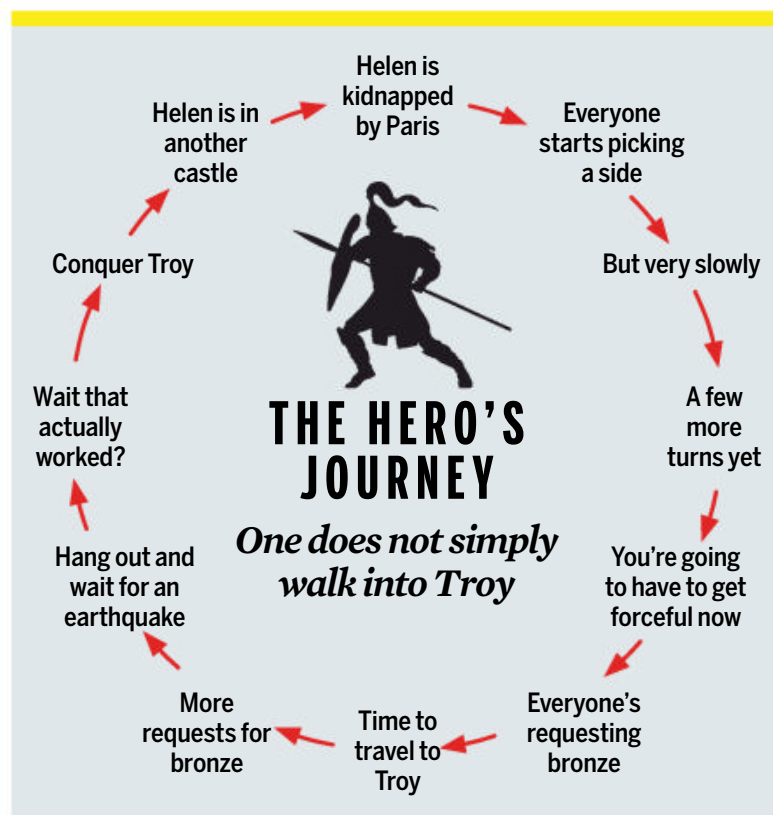 Helen is
kidnapped
by Paris
Everyone
starts picking
a side
But very slowly
A few
more
turns yet
You're going
to have to get
forceful now
Everyone's
requesting
bronze
Time to
travel to
Troy
More
requests for
bronze
Hang out and
wait for an
earthquake
Wait that
actually
worked?
Conquer Troy
Helen is in
another
castle
THE HERO'S
JOURNEY
One does not simply
walk into Troy